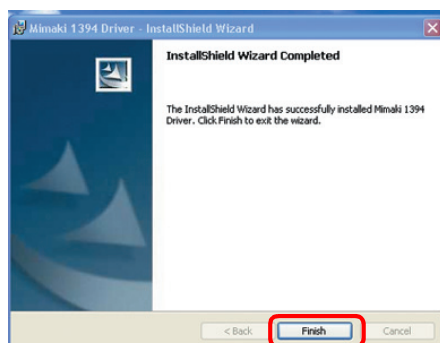 Mimaki 1394 Driver - InstallShield Wizard
InstallShield Wizard Completed
The InstallShield Wizard has successfully installed Mimaki 1394
Driver. Click Finish to exit the wizard.
< Back Finish Cancel